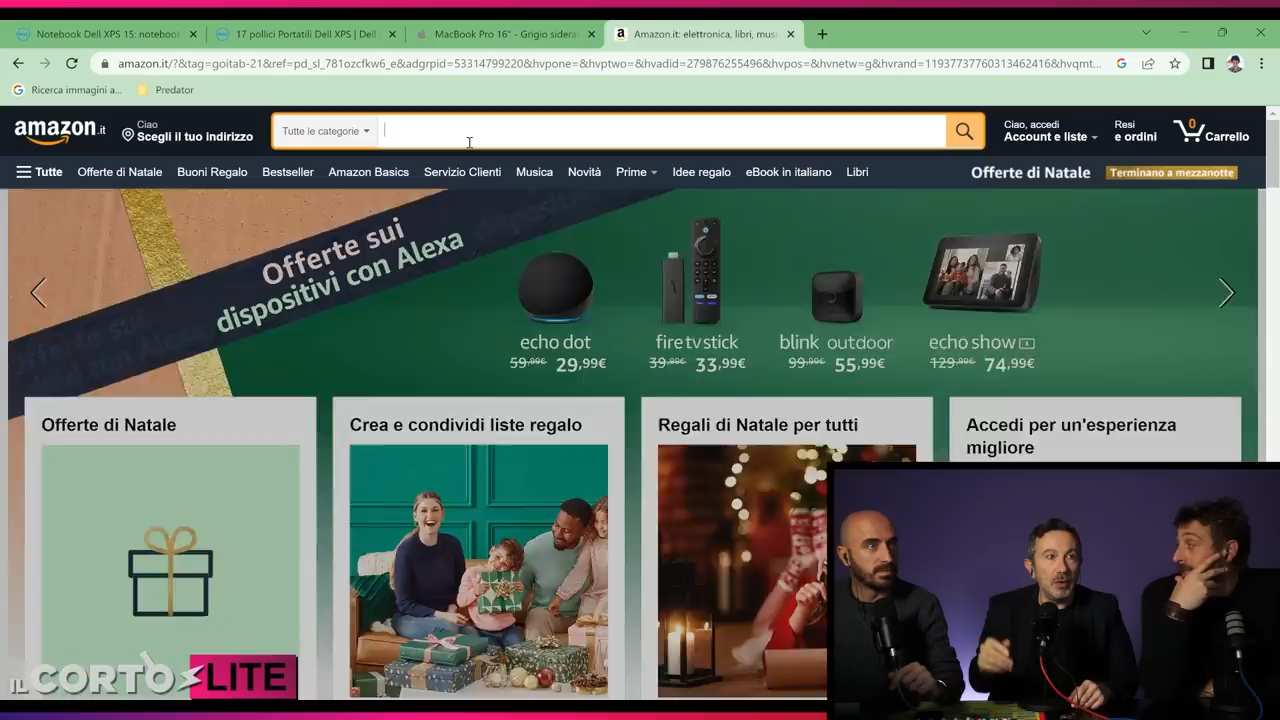 Notebook Dell XPS 15: notebook
17 pollici Portatili Dell XPS | Dell
MacBook Pro 16" - Grigio sidera
Amazon.it: elettronica, libri, musi
amazon.it/?&tag=goitab-21&ref=pd_sl_781ozcfkw6_e&adgrpid=53314799220&hvpone=&hvptwo=&hvadid=279876255496&hvpos=&hvnetw=g&hvrand=11937737760313462416&hvqmt...
Ricerca immagini a...
Predator
amazon.it
Ciao
Scegli il tuo indirizzo
Tutte le categorie
Ciao, accedi
Account e liste
Resi
e ordini
0
Carrello
Tutte
Offerte di Natale
Buoni Regalo
Bestseller
Amazon Basics
Servizio Clienti
Musica
Novità
Prime
Idee regalo
eBook in italiano
Libri
Offerte di Natale
Terminano a mezzanotte
Offerte sui
dispositivi con Alexa
echo dot
59,99€ 29,99€
fire tv stick
39,99€ 33,99€
blink outdoor
99,99€ 55,99€
echo show 5
129,99€ 74,99€
Offerte di Natale
Crea e condividi liste regalo
Regali di Natale per tutti
Accedi per un'esperienza
migliore
IL CORTO LITE